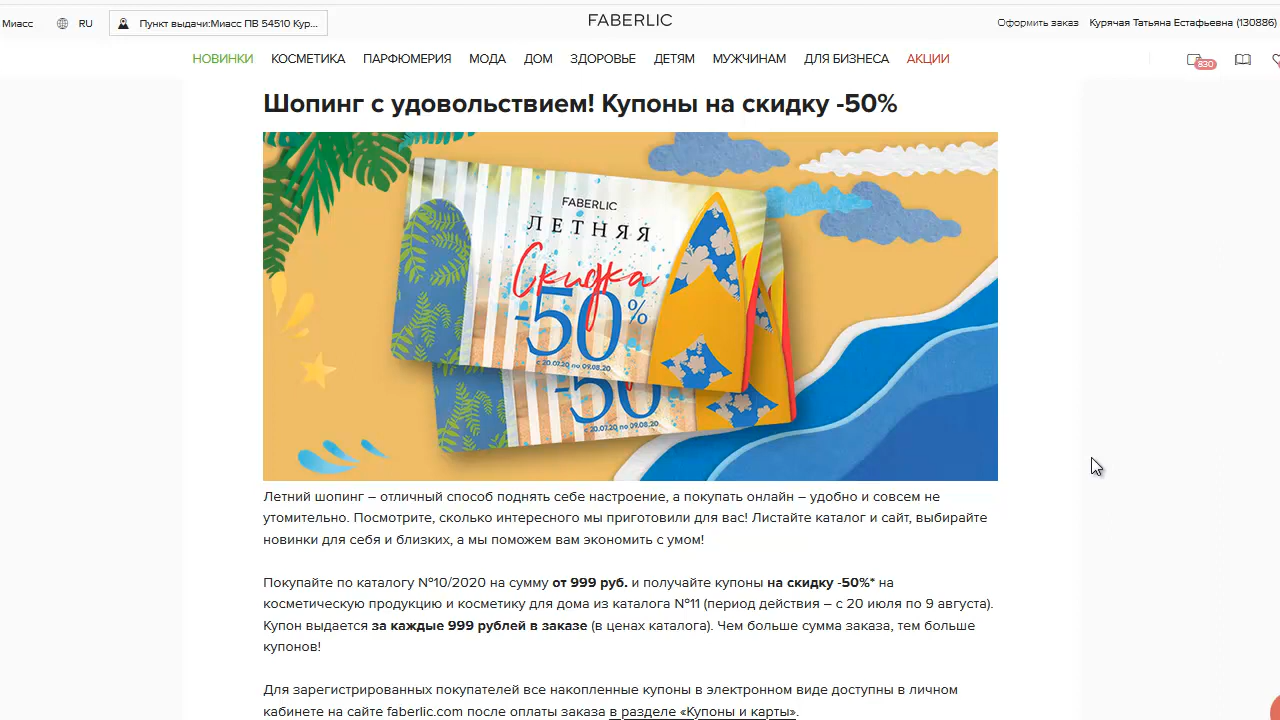 Миасс RU Пункт выдачи:Миасс ПВ 54510 Кур... FABERLIC Оформить заказ Курячая Татьяна Естафьевна (130886)
НОВИНКИ КОСМЕТИКА ПАРФЮМЕРИЯ МОДА ДОМ ЗДОРОВЬЕ ДЕТЯМ МУЖЧИНАМ ДЛЯ БИЗНЕСА АКЦИИ 830
Шопинг с удовольствием! Купоны на скидку -50%
FABERLIC
ЛЕТНЯЯ
Скидка
-50%
с 20.07.20 по 09.08.20
-50
с 20.07.20 по 09.08.20
Летний шопинг – отличный способ поднять себе настроение, а покупать онлайн – удобно и совсем не
утомительно. Посмотрите, сколько интересного мы приготовили для вас! Листайте каталог и сайт, выбирайте
новинки для себя и близких, а мы поможем вам экономить с умом!
Покупайте по каталогу №10/2020 на сумму от 999 руб. и получайте купоны на скидку -50%* на
косметическую продукцию и косметику для дома из каталога №11 (период действия – с 20 июля по 9 августа).
Купон выдается за каждые 999 рублей в заказе (в ценах каталога). Чем больше сумма заказа, тем больше
купонов!
Для зарегистрированных покупателей все накопленные купоны в электронном виде доступны в личном
кабинете на сайте faberlic.com после оплаты заказа в разделе «Купоны и карты».